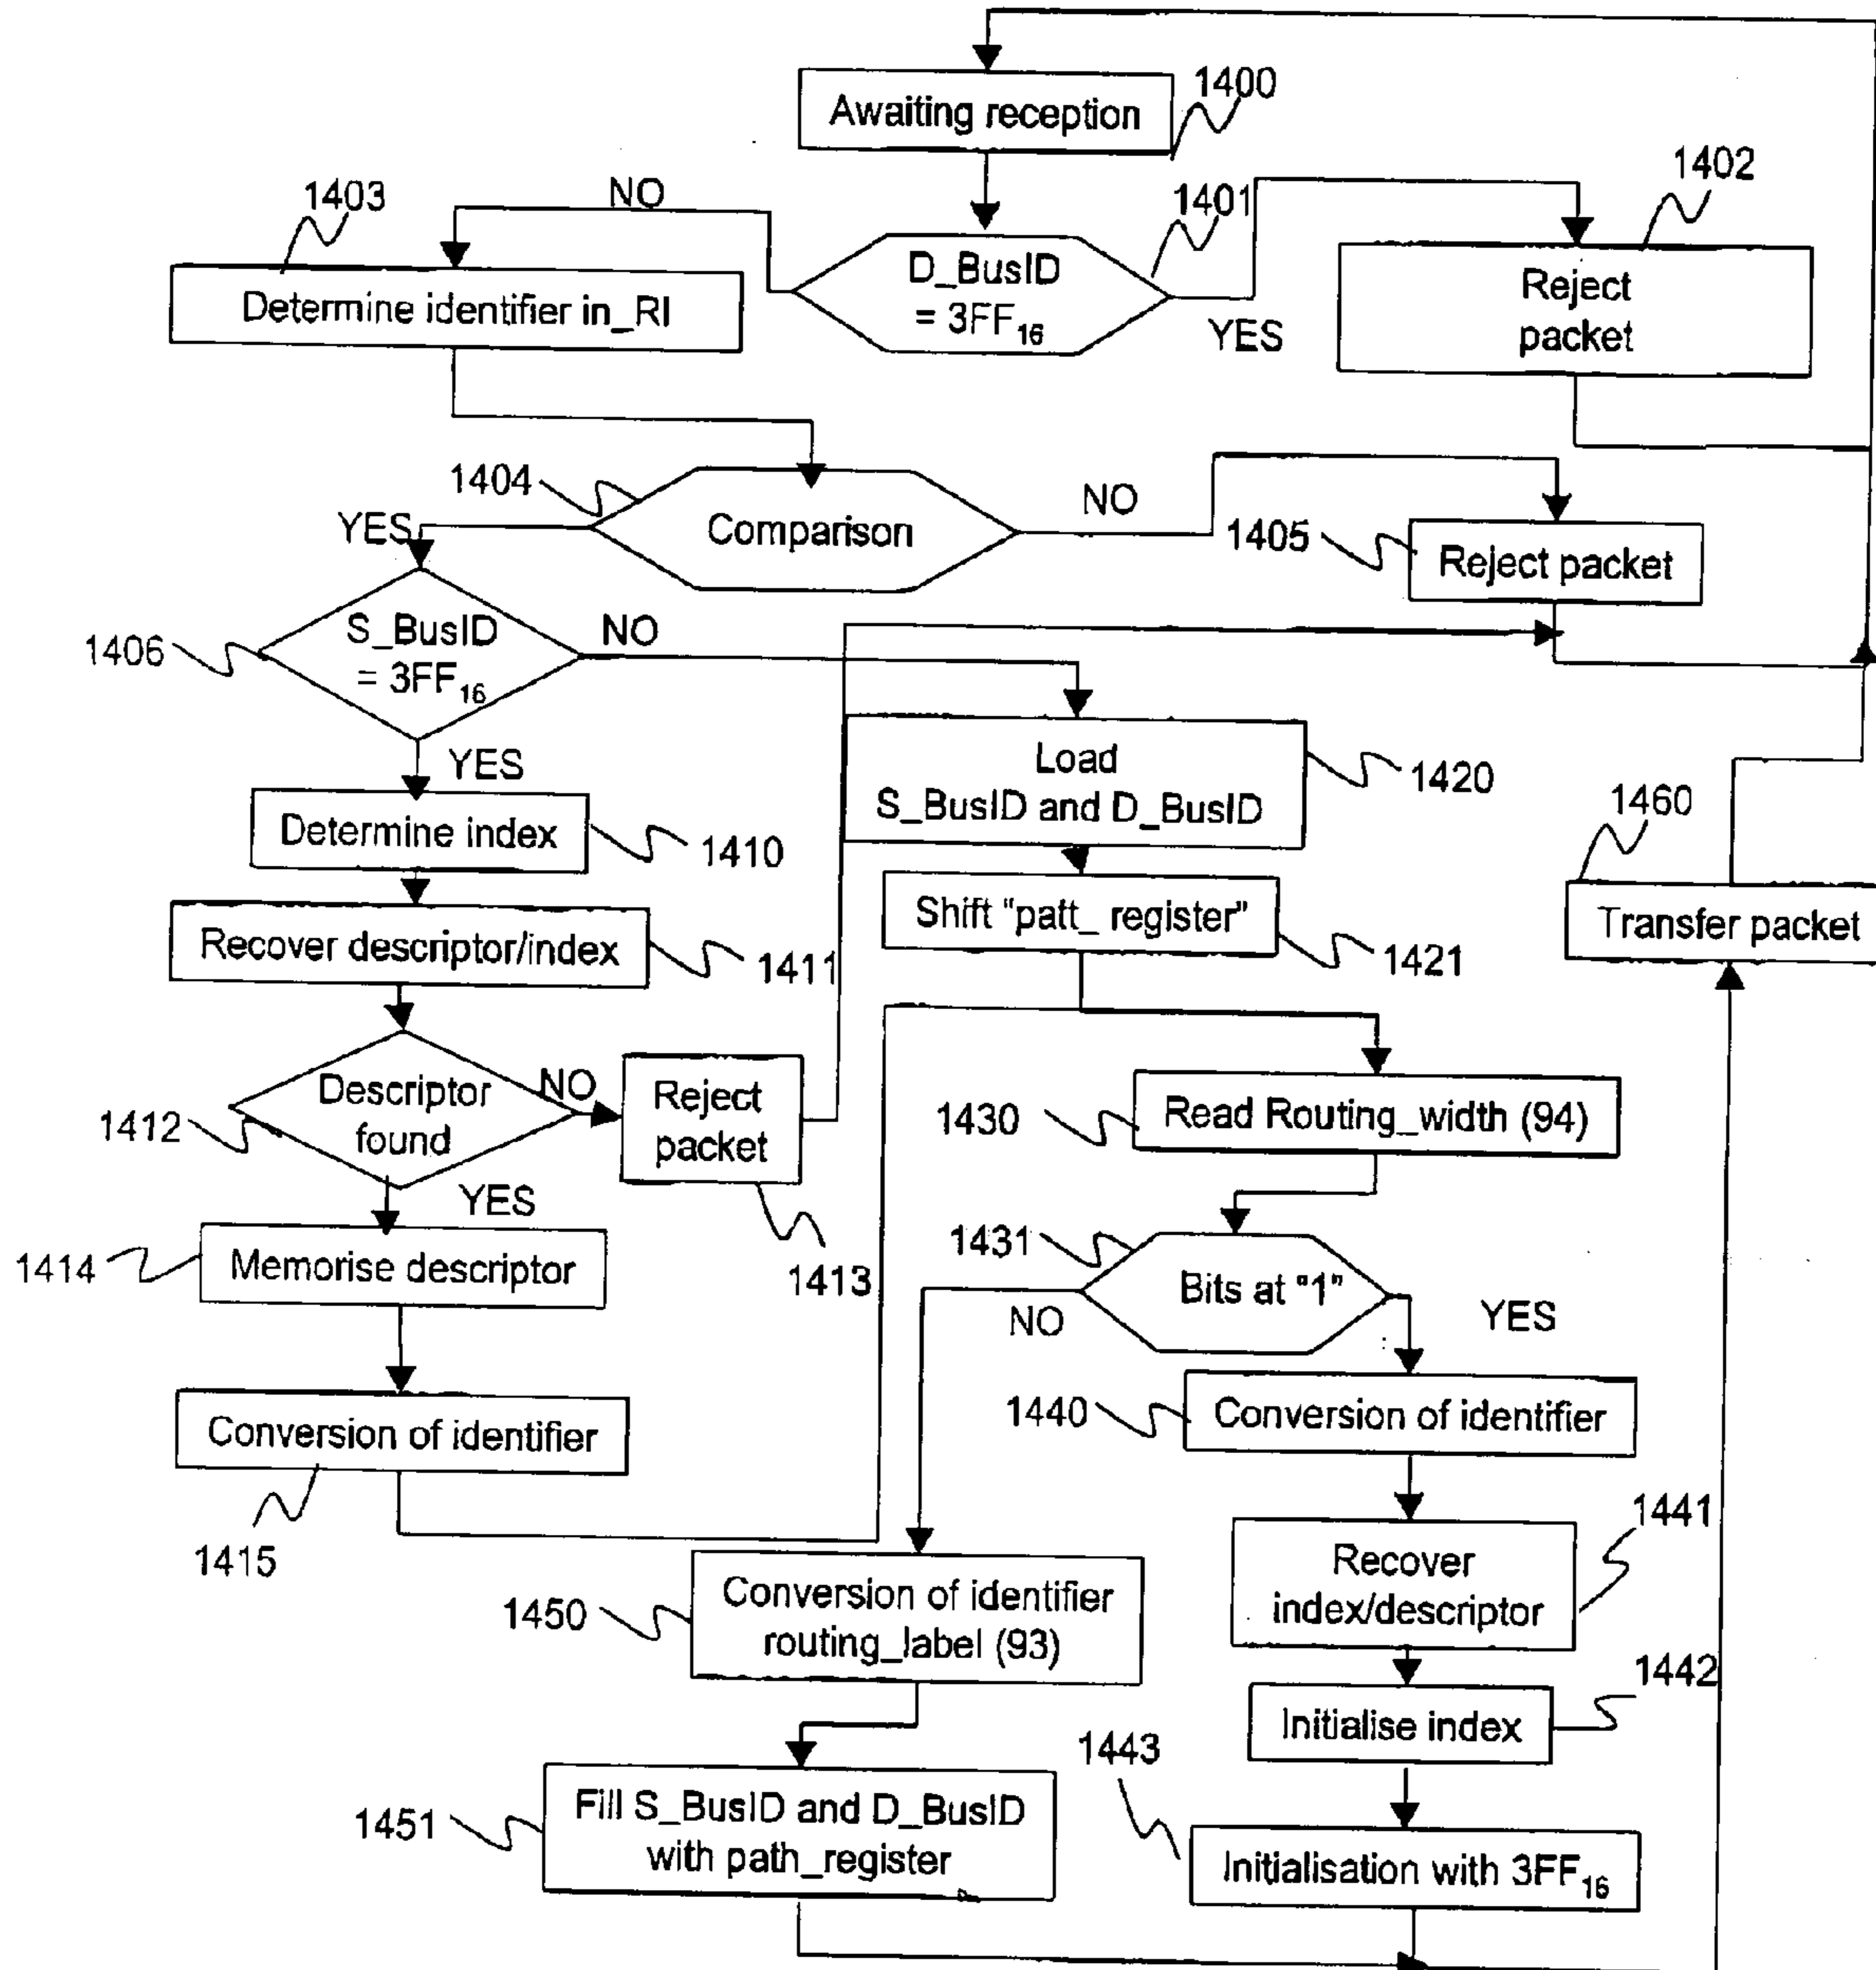 1400
Awaiting reception
1402
1403
NO
1401
D_BusID
= 3FF₁₆
YES
Determine identifier in_RI
Reject
packet
1404
Comparison
NO
YES
1405
Reject packet
1406
S_BusID
= 3FF₁₆
NO
YES
Load
S_BusID and D_BusID
1420
Determine index
1410
1460
Transfer packet
Shift "patt_ register"
1421
Recover descriptor/index
1411
Descriptor
found
1412
NO
Reject
packet
1413
YES
1430
Read Routing_width (94)
1431
Bits at "1"
NO
YES
1414
Memorise descriptor
1440
Conversion of identifier
Conversion of identifier
1415
1441
Recover
index/descriptor
1450
Conversion of identifier
routing_label (93)
1442
Initialise index
1443
1451
Fill S_BusID and D_BusID
with path_register
Initialisation with 3FF₁₆